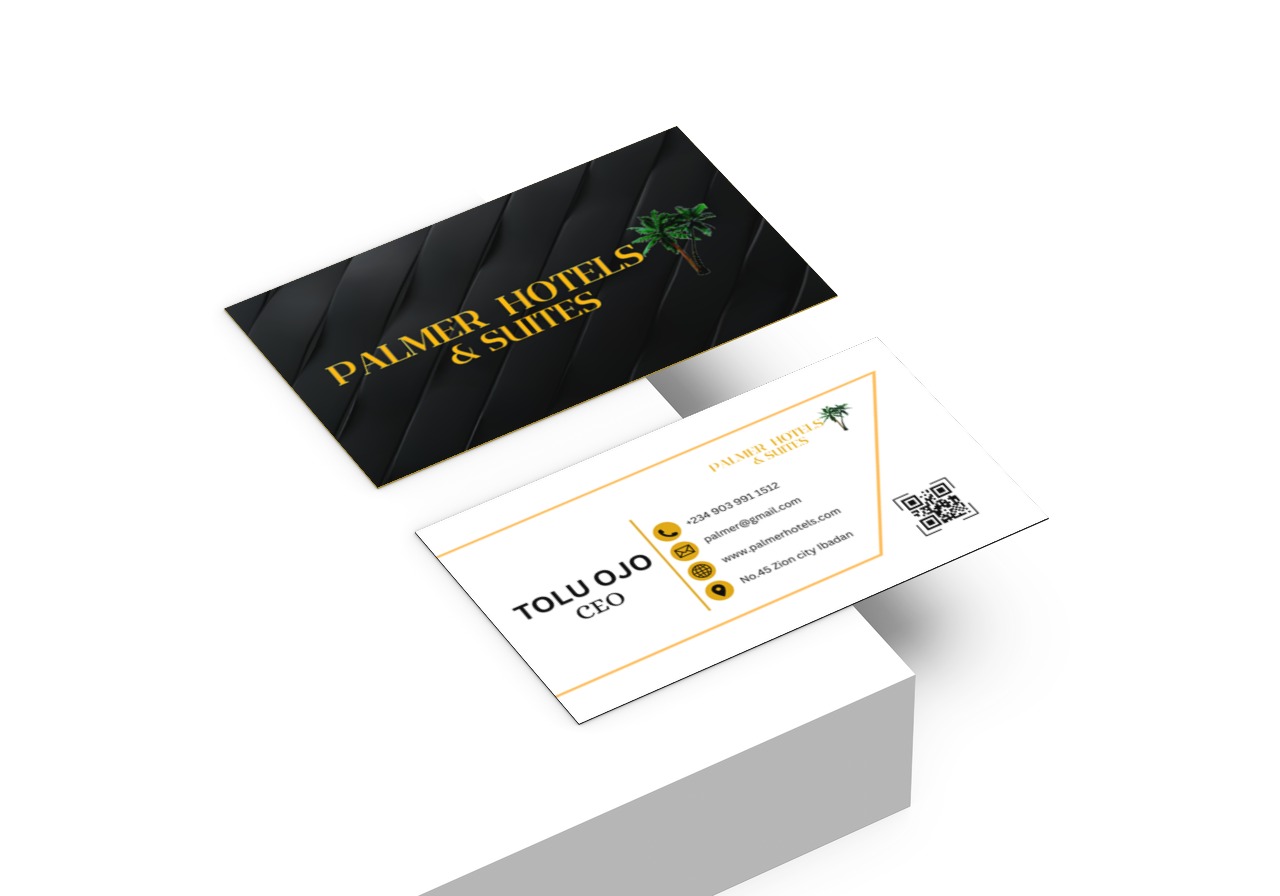 PALMER HOTELS
& SUITES
PALMER HOTELS
& SUITES
TOLU OJO
CEO
+234 903 991 1512
palmer@gmail.com
www.palmerhotels.com
No.45 Zion city Ibadan